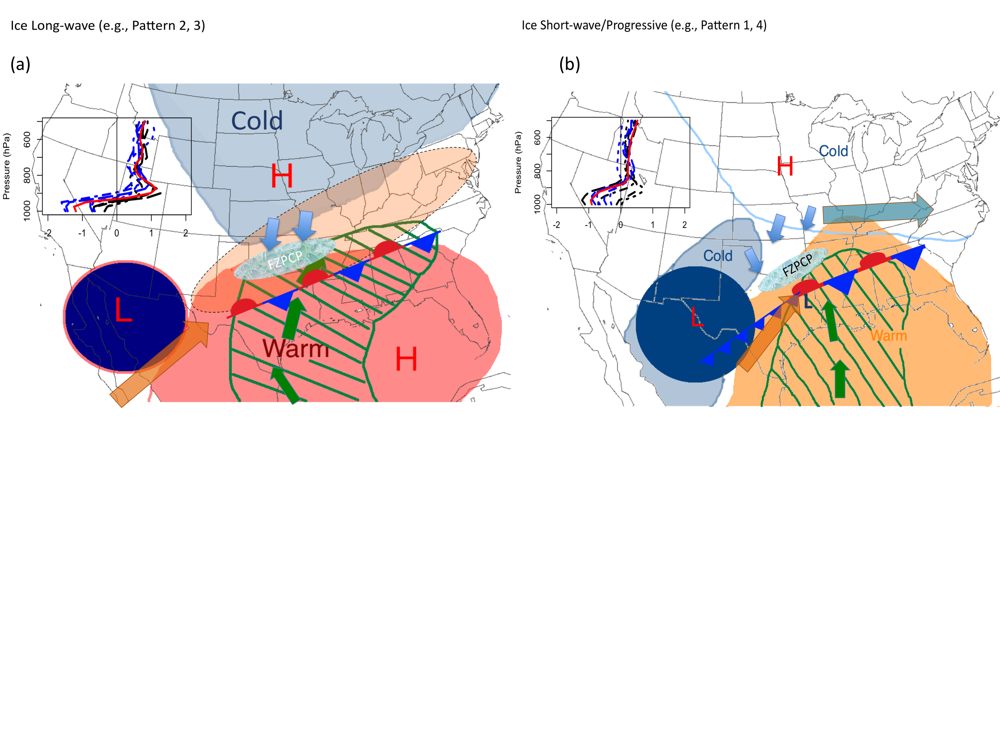 Ice Long-wave (e.g., Pattern 2, 3)
Ice Short-wave/Progressive (e.g., Pattern 1, 4)
(a)
(b)
Cold
H
Pressure (hPa)
600
800
1000
-2
-1
0
1
2
FZPCP
L
Warm
H
Cold
H
Pressure (hPa)
600
800
1000
-2
-1
0
1
2
Cold
FZPCP
L
L
Warm